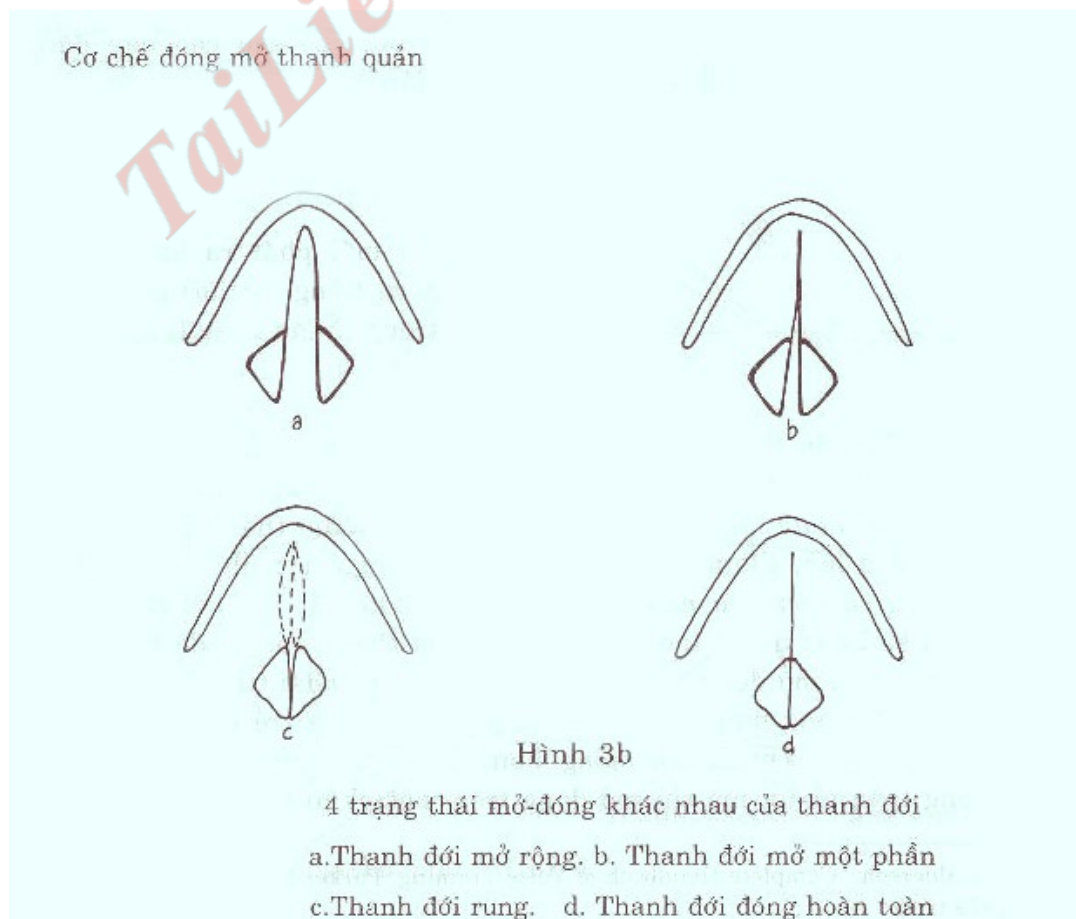 Cơ chế đóng mở thanh quản
TaiLie
a
b
c
d
Hình 3b
4 trạng thái mở-đóng khác nhau của thanh đới
a.Thanh đới mở rộng. b. Thanh đới mở một phần
c.Thanh đới rung. d. Thanh đới đóng hoàn toàn